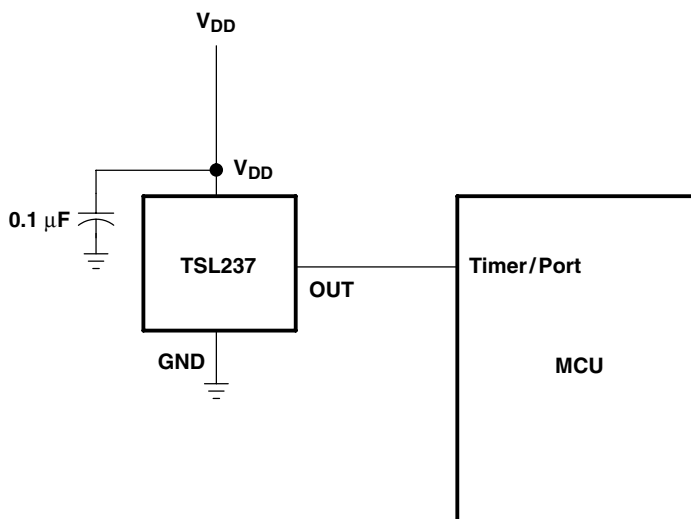 VDD
VDD
0.1 μF
TSL237
OUT
Timer/Port
GND
MCU